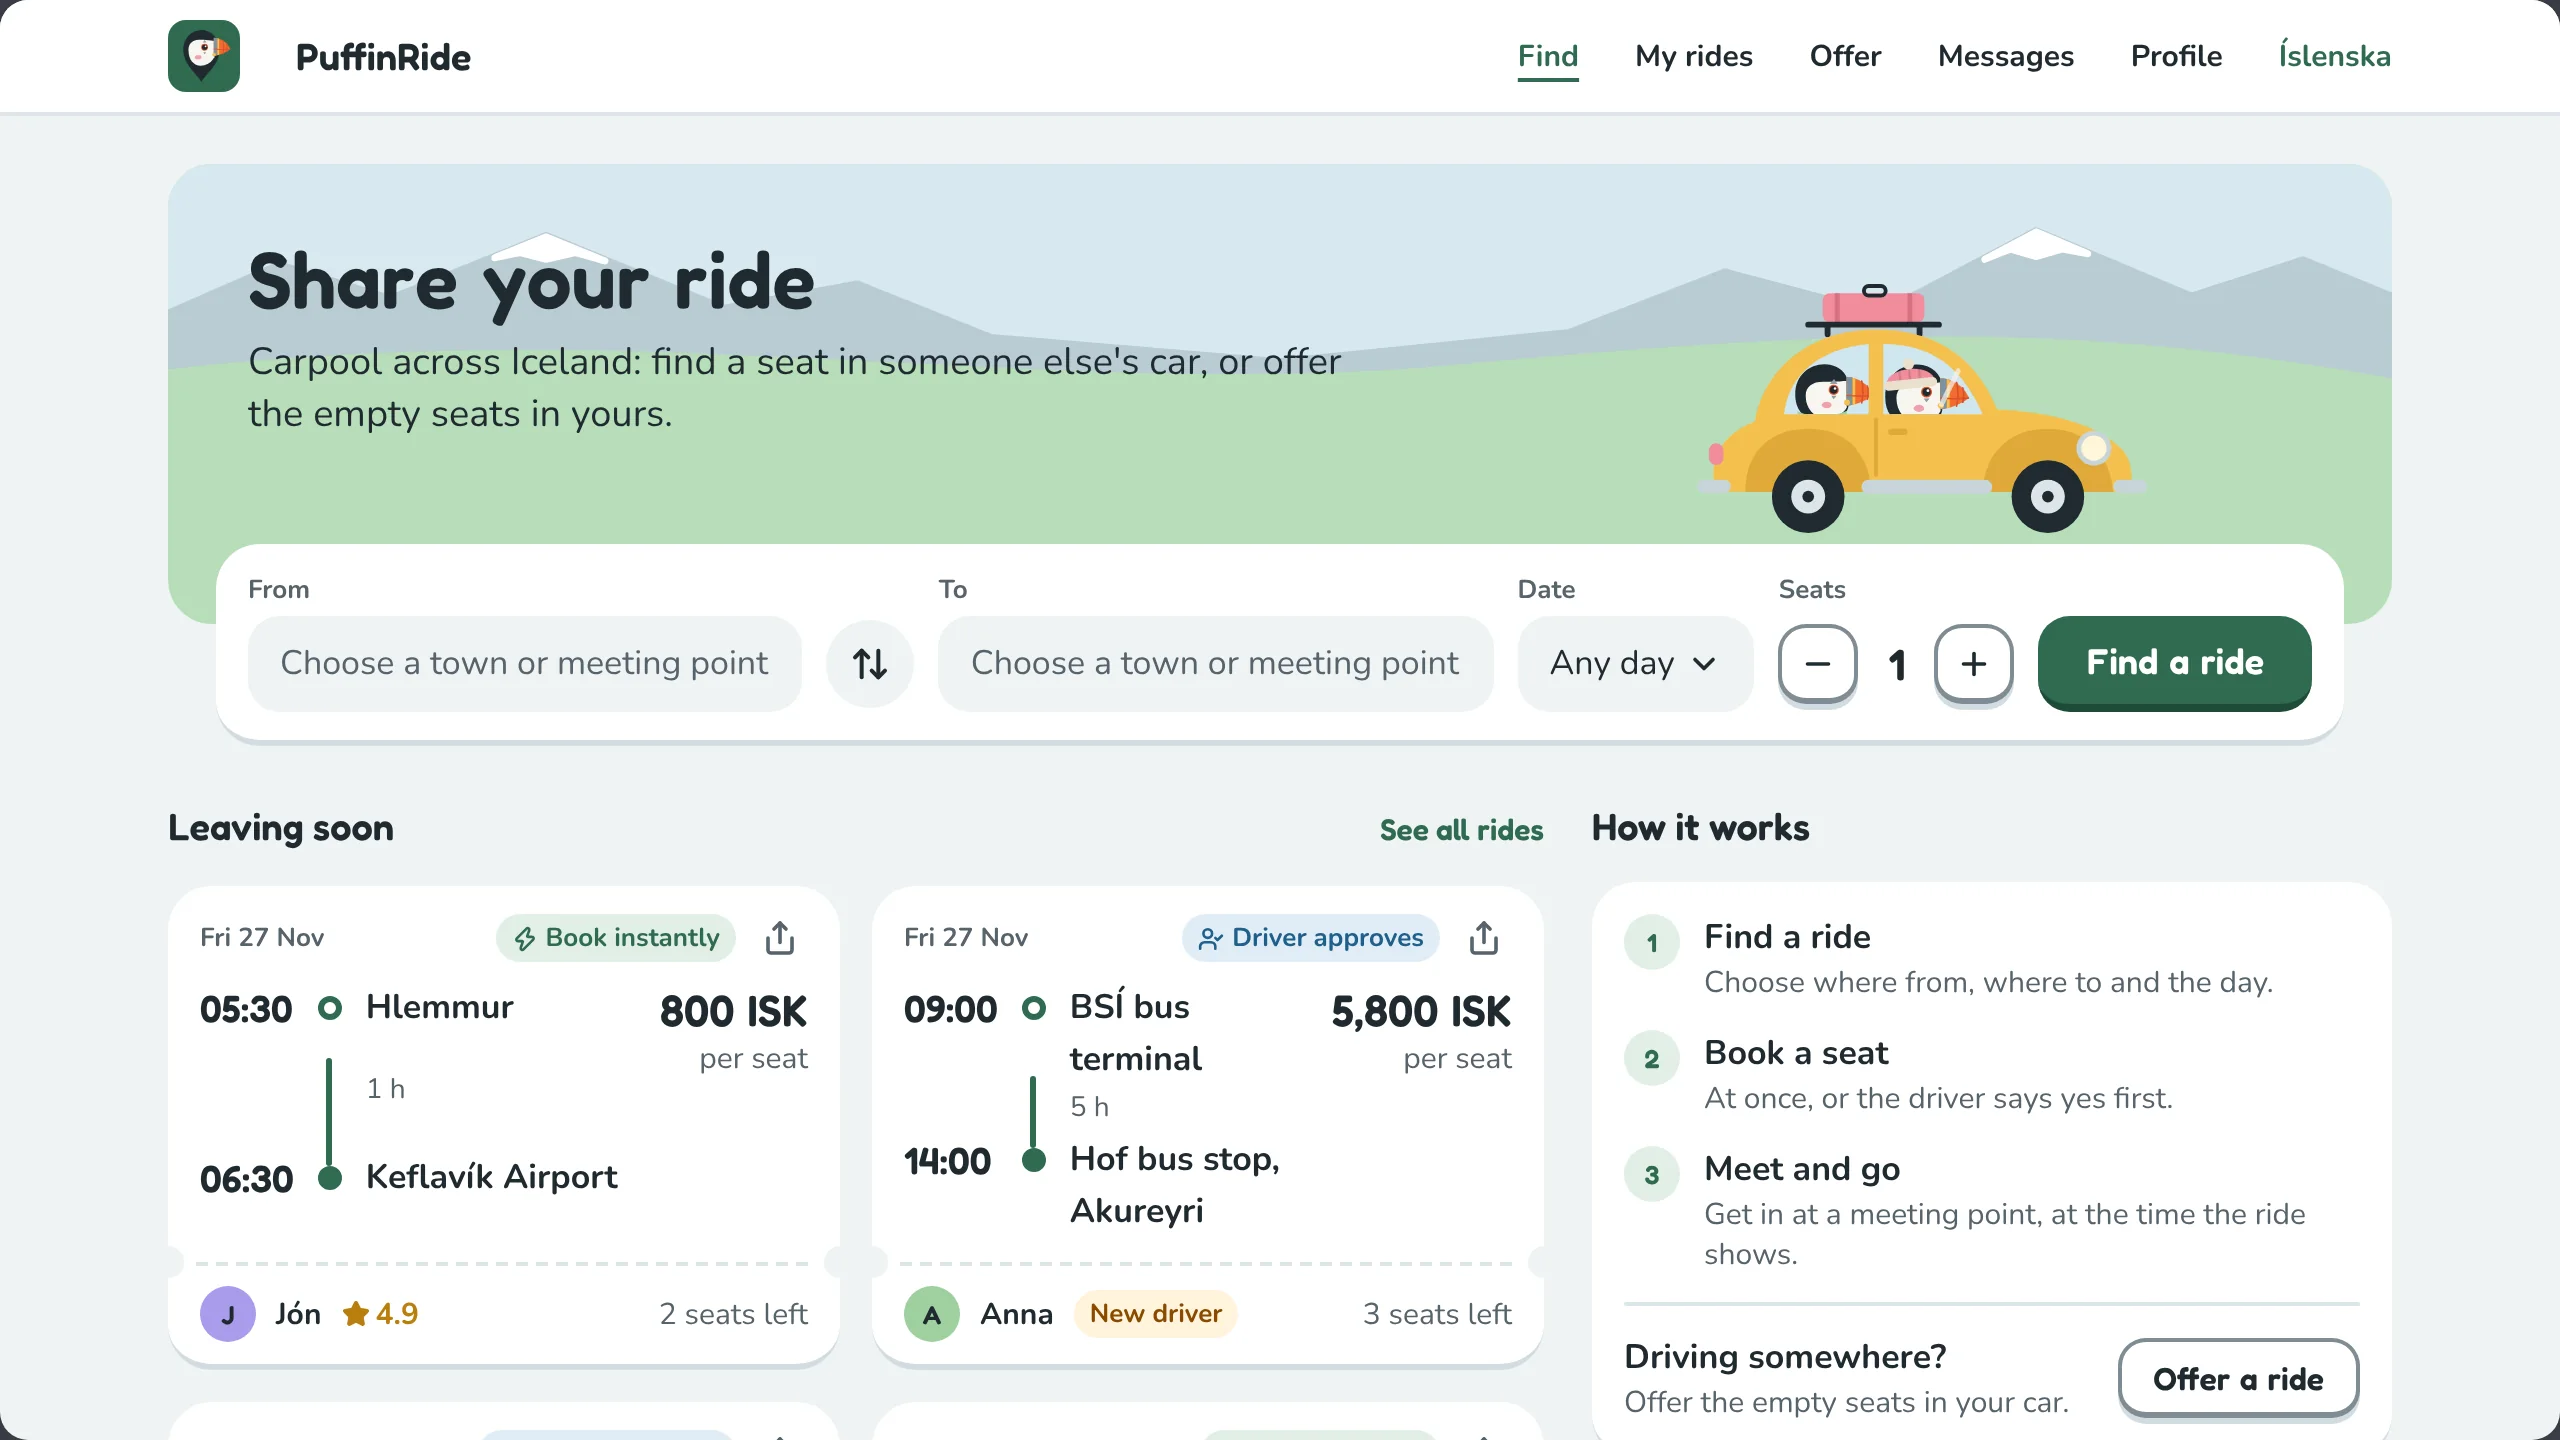 PuffinRide
Find
My rides
Offer
Messages
Profile
Íslenska
Share your ride
Carpool across Iceland: find a seat in someone else's car, or offer
the empty seats in yours.
From
Choose a town or meeting point
To
Choose a town or meeting point
Date
Any day
Seats
1
Find a ride
Leaving soon
See all rides
Fri 27 Nov
Book instantly
05:30
Hlemmur
800 ISK
per seat
1 h
06:30
Keflavík Airport
J
Jón
4.9
2 seats left
Fri 27 Nov
Driver approves
09:00
BSÍ bus
terminal
5,800 ISK
per seat
5 h
14:00
Hof bus stop,
Akureyri
A
Anna
New driver
3 seats left
How it works
1
Find a ride
Choose where from, where to and the day.
2
Book a seat
At once, or the driver says yes first.
3
Meet and go
Get in at a meeting point, at the time the ride
shows.
Driving somewhere?
Offer the empty seats in your car.
Offer a ride